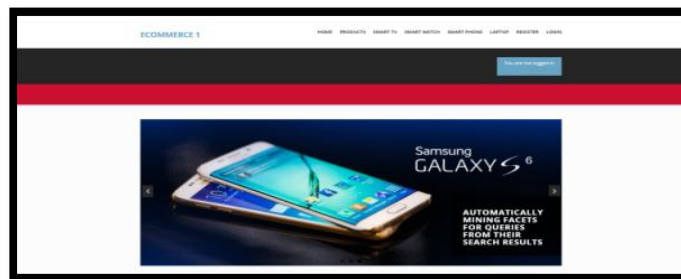 ECOMMERCE 1
HOME PRODUCTS SMART TV SMART WATCH SMART PHONE LAPTOP REGISTER LOGIN
You are not logged in
Samsung
GALAXY S 6
AUTOMATICALLY
MINING FACETS
FOR QUERIES
FROM THEIR
SEARCH RESULTS